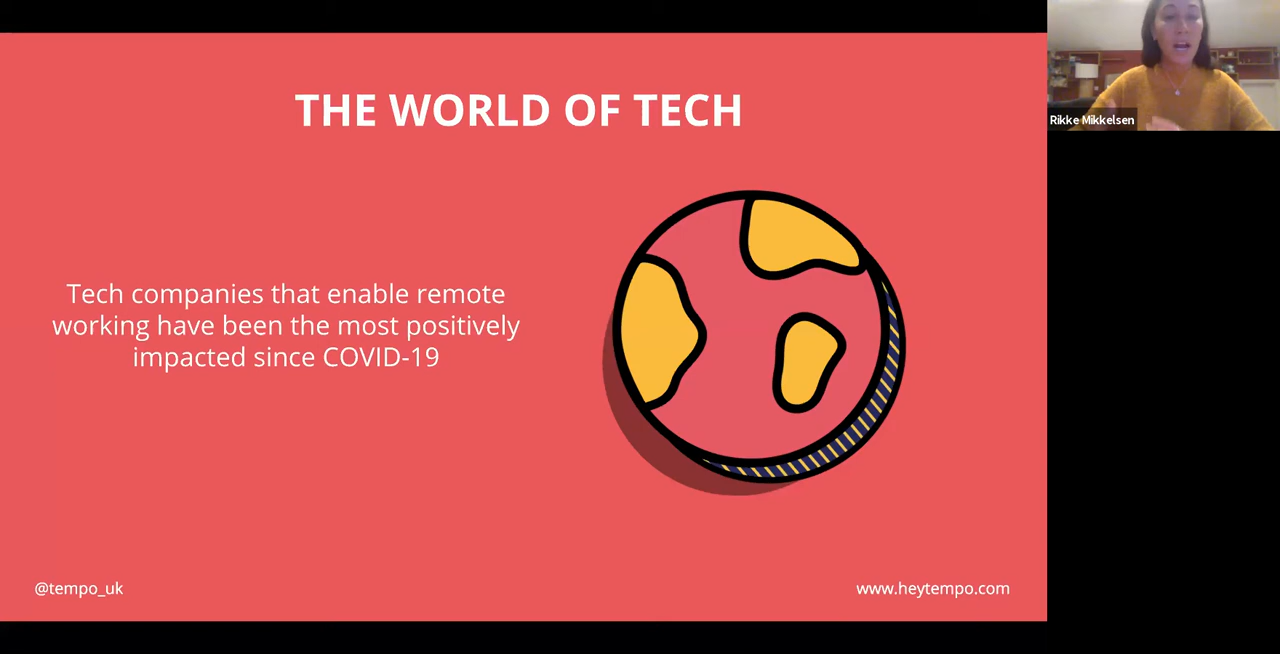 THE WORLD OF TECH
Rikke Mikkelsen
Tech companies that enable remote
working have been the most positively
impacted since COVID-19
@tempo_uk
www.heytempo.com